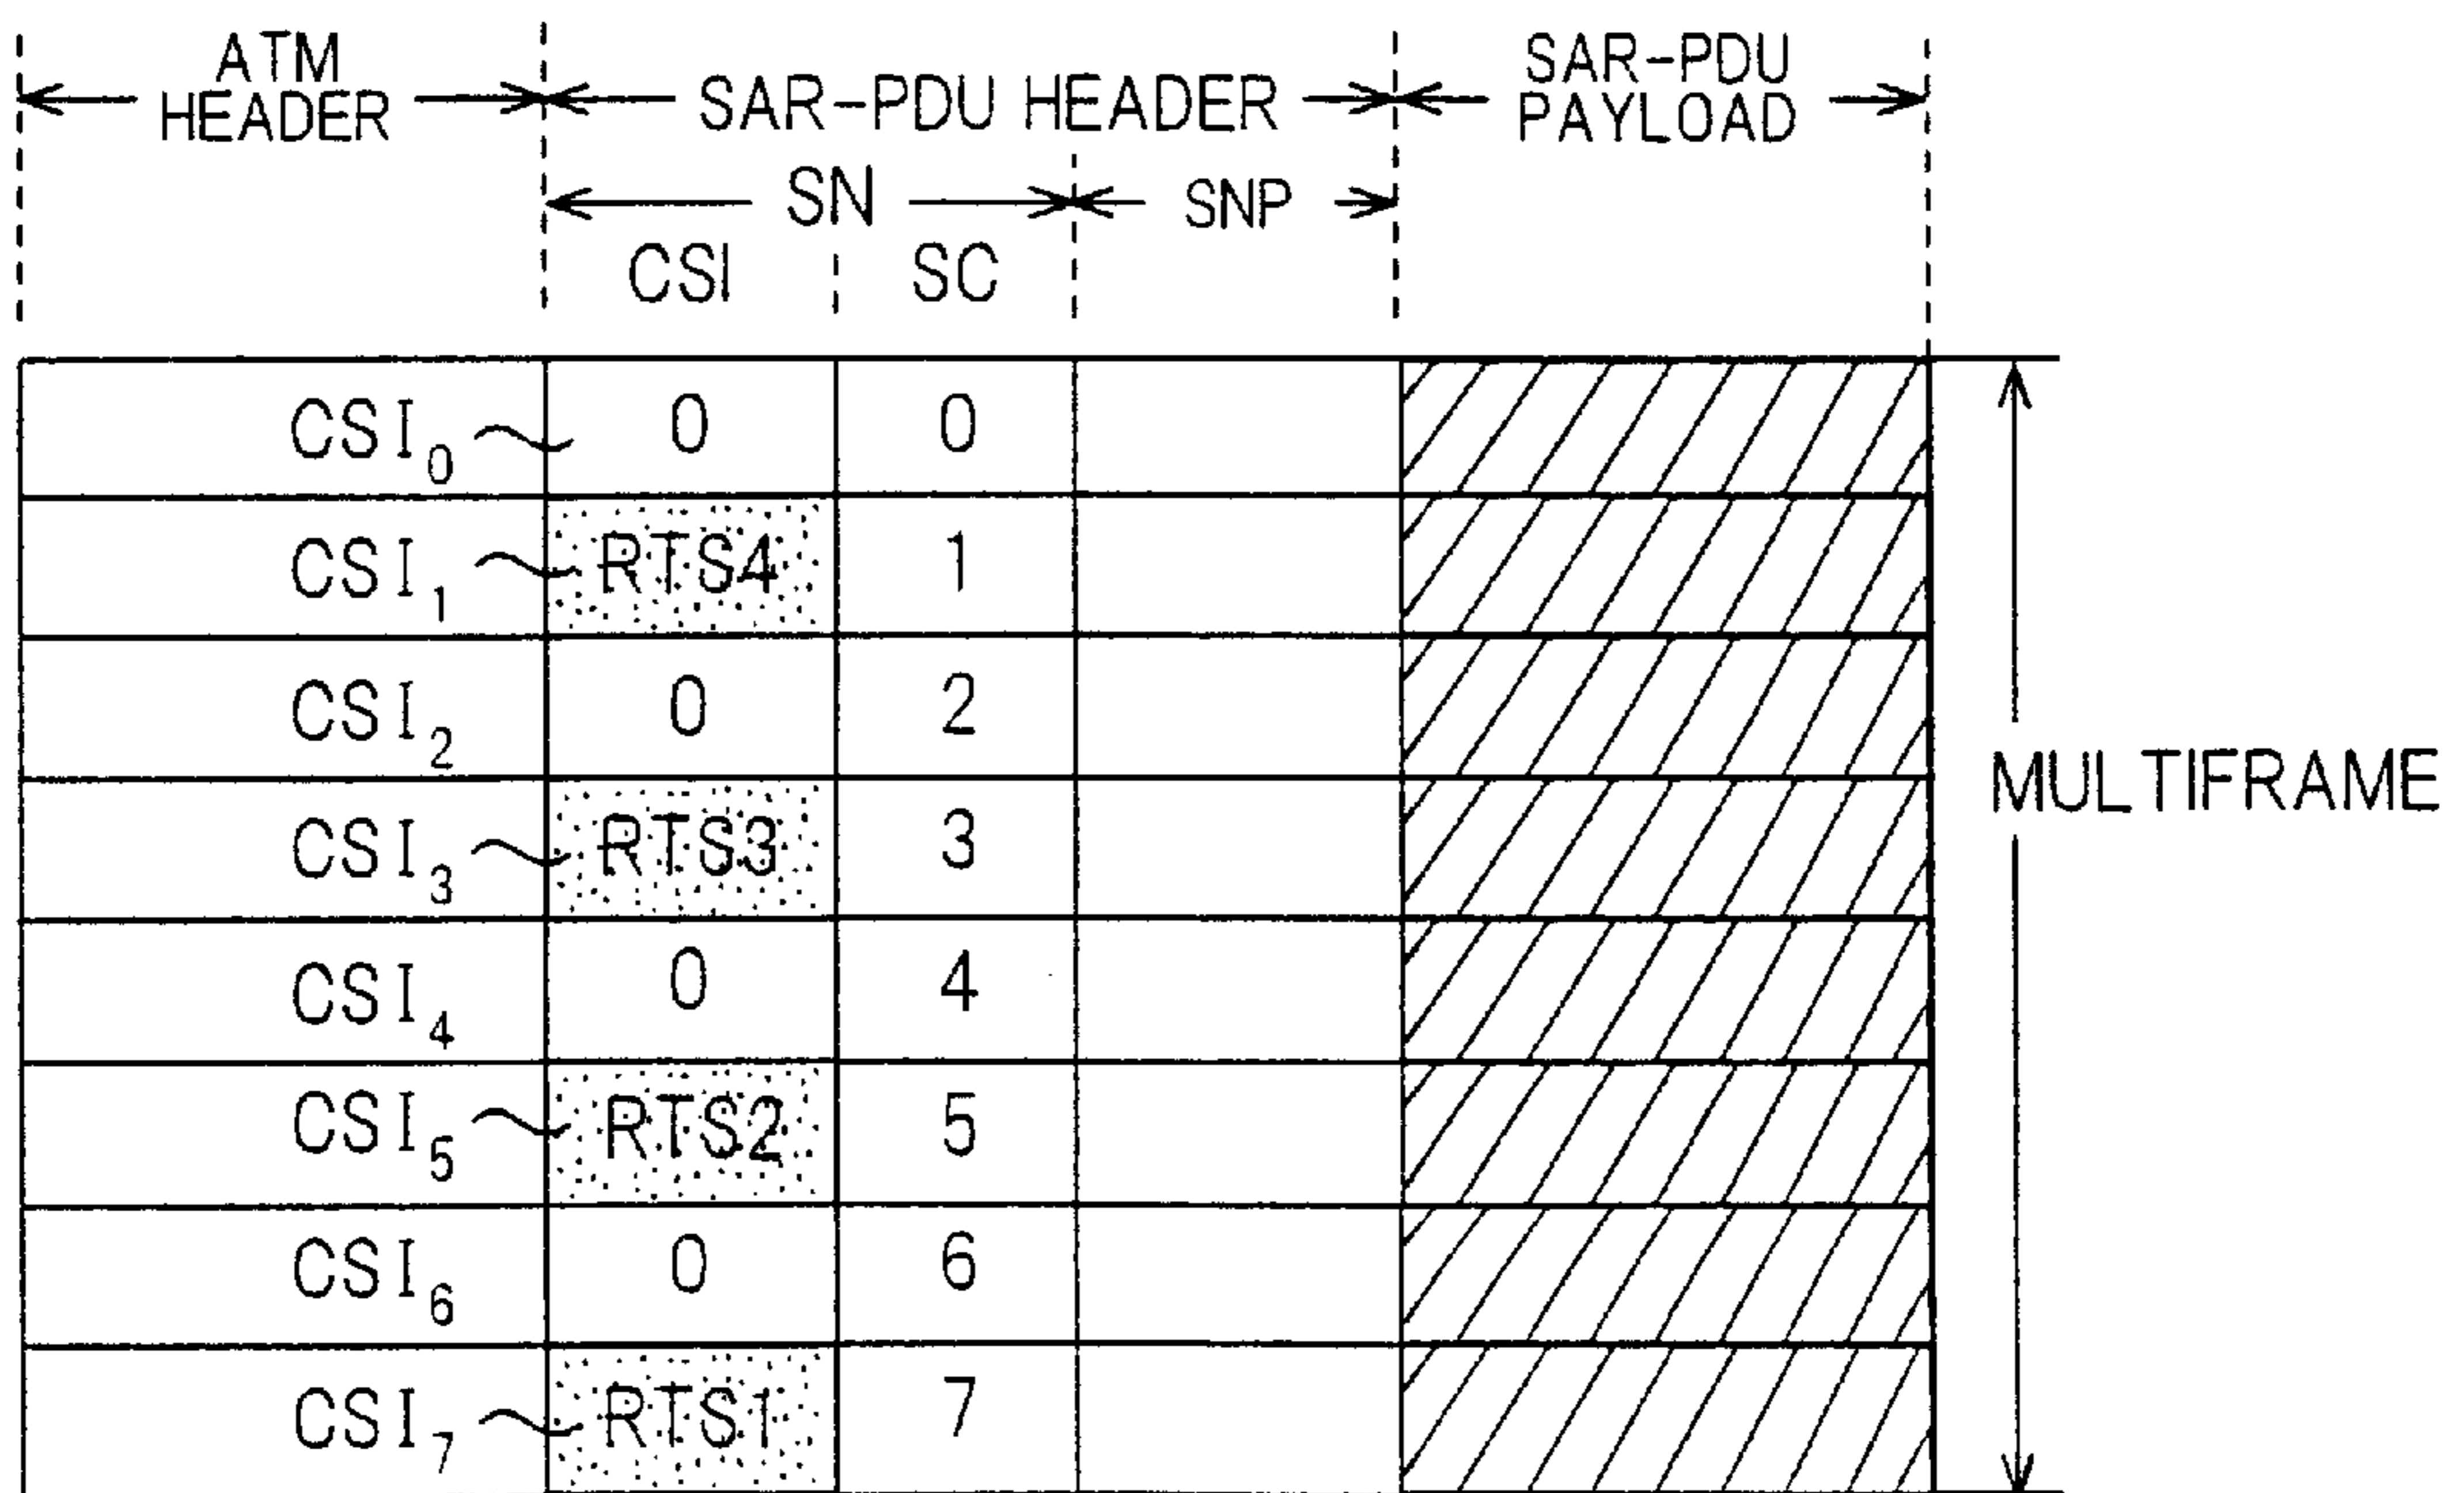 ATM HEADER
SAR-PDU HEADER
SAR-PDU PAYLOAD
SN
SNP
CSI
SC
CSI0 0 0
CSI1 RTS4 1
CSI2 0 2
CSI3 RTS3 3
CSI4 0 4
CSI5 RTS2 5
CSI6 0 6
CSI7 RTS1 7
MULTIFRAME